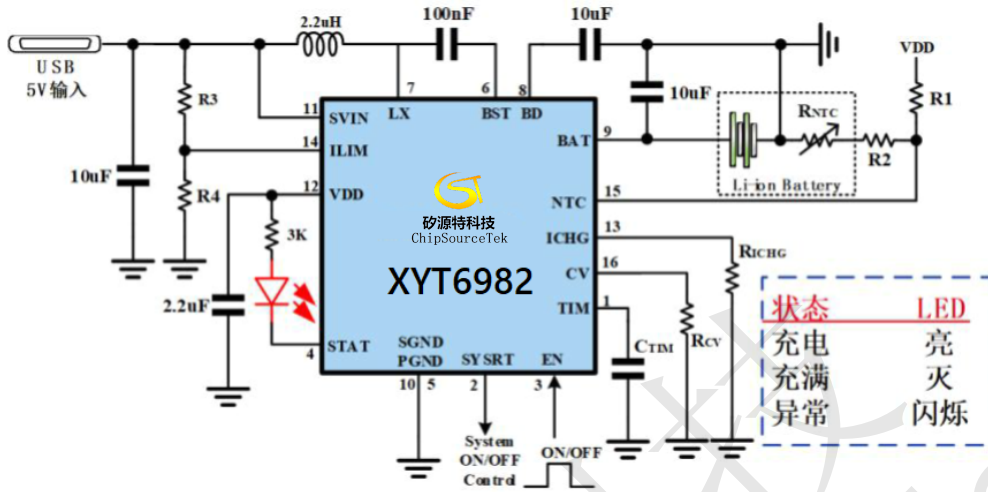 2.2uH
100nF
10uF
USB
5V输入
VDD
7
6
8
R3
10uF
R1
RNTC
11
SVIN
LX
BST
BD
BAT
9
14
ILIM
R2
10uF
R4
12
VDD
Li-ion Battery
15
NTC
3K
矽源特科技
ChipSourceTek
ICHG
13
RICHG
XYT6982
CV
16
2.2uF
TIM
1
状态 LED
充电 亮
充满 灭
异常 闪烁
RCV
CTIM
4
STAT
SGND
PGND
SYSRT
EN
10
5
2
3
System
ON/OFF
Control
ON/OFF